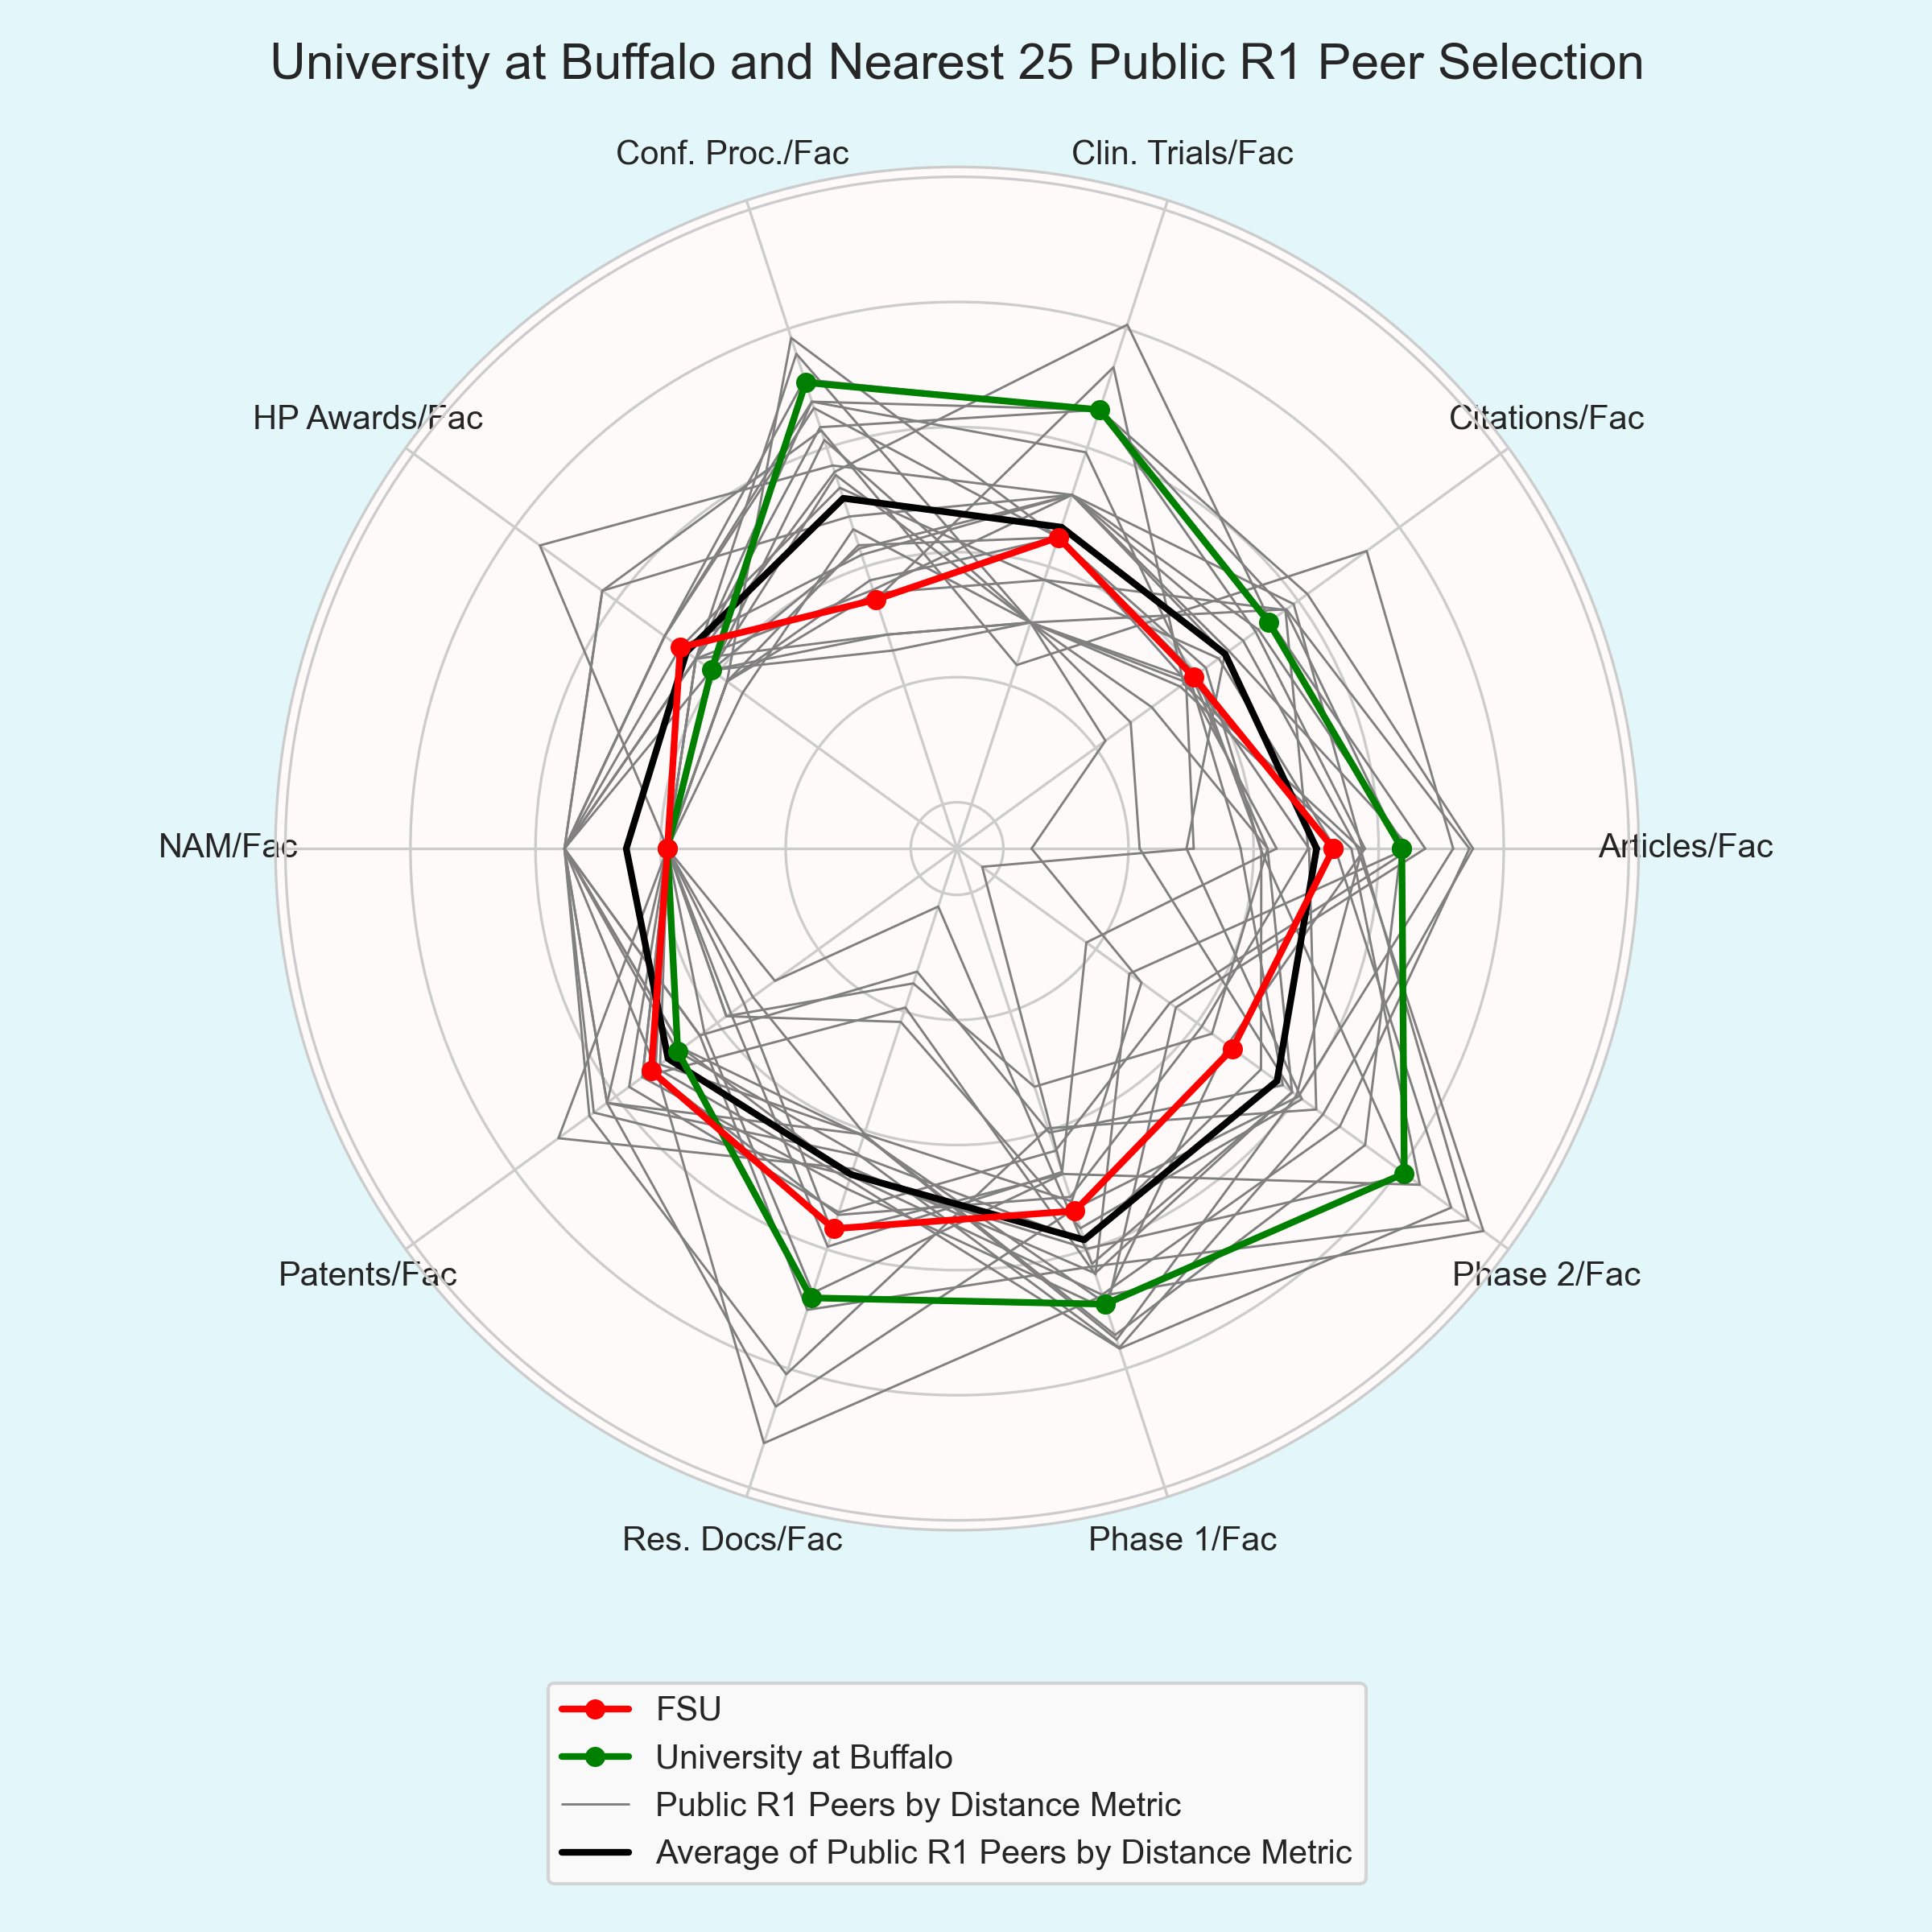 University at Buffalo and Nearest 25 Public R1 Peer Selection
Conf. Proc./Fac
Clin. Trials/Fac
HP Awards/Fac
Citations/Fac
NAM/Fac
Articles/Fac
Patents/Fac
Phase 2/Fac
Res. Docs/Fac
Phase 1/Fac
FSU
University at Buffalo
Public R1 Peers by Distance Metric
Average of Public R1 Peers by Distance Metric